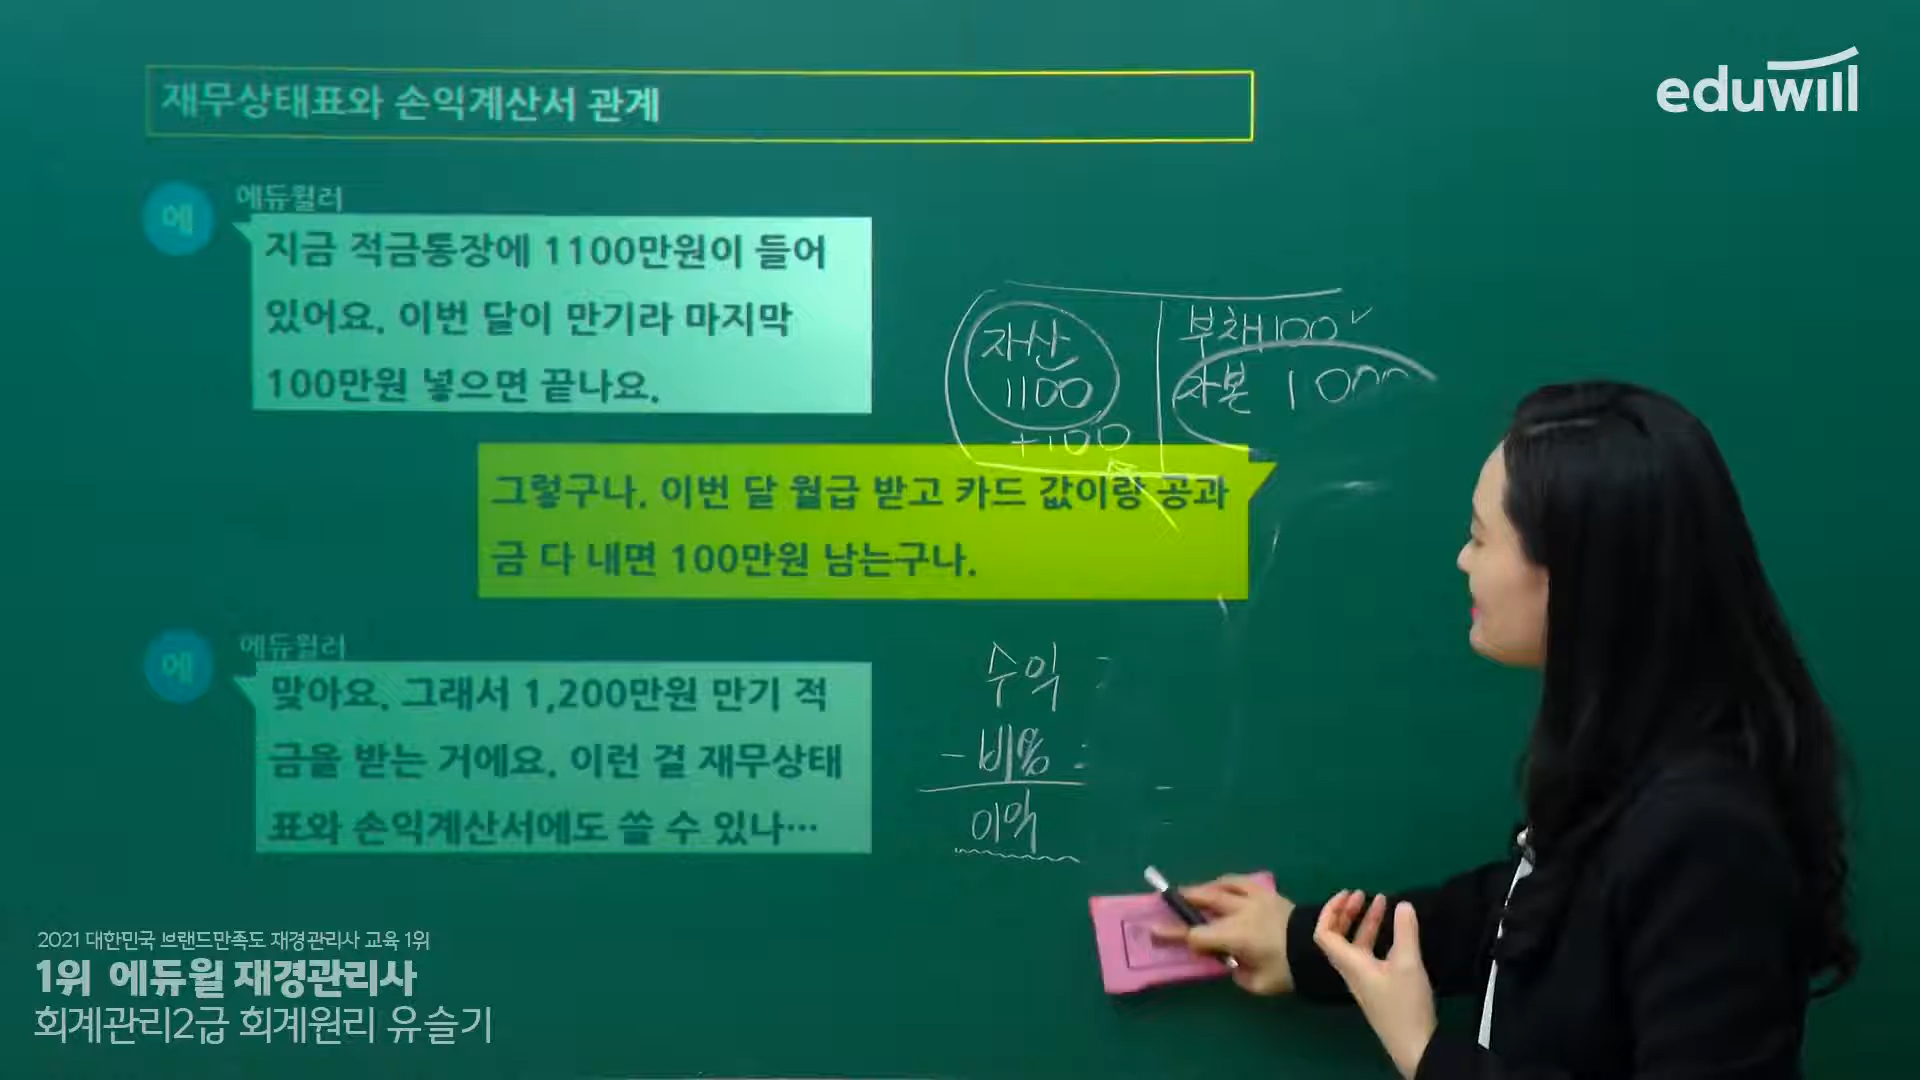 eduwill
재무상태표와 손익계산서 관계
에
에듀윌러
지금 적금통장에 1100만원이 들어
있어요. 이번 달이 만기라 마지막
100만원 넣으면 끝나요.
자산
1100
+100
부채100
자본 1000
그렇구나. 이번 달 월급 받고 카드 값이랑 공과
금 다 내면 100만원 남는구나.
에
에듀윌러
맞아요. 그래서 1,200만원 만기 적
금을 받는 거에요. 이런 걸 재무상태
표와 손익계산서에도 쓸 수 있나…
수익 :
- 비용 :
이익
2021 대한민국 브랜드만족도 재경관리사 교육 1위
1위 에듀윌 재경관리사
회계관리2급 회계원리 유슬기